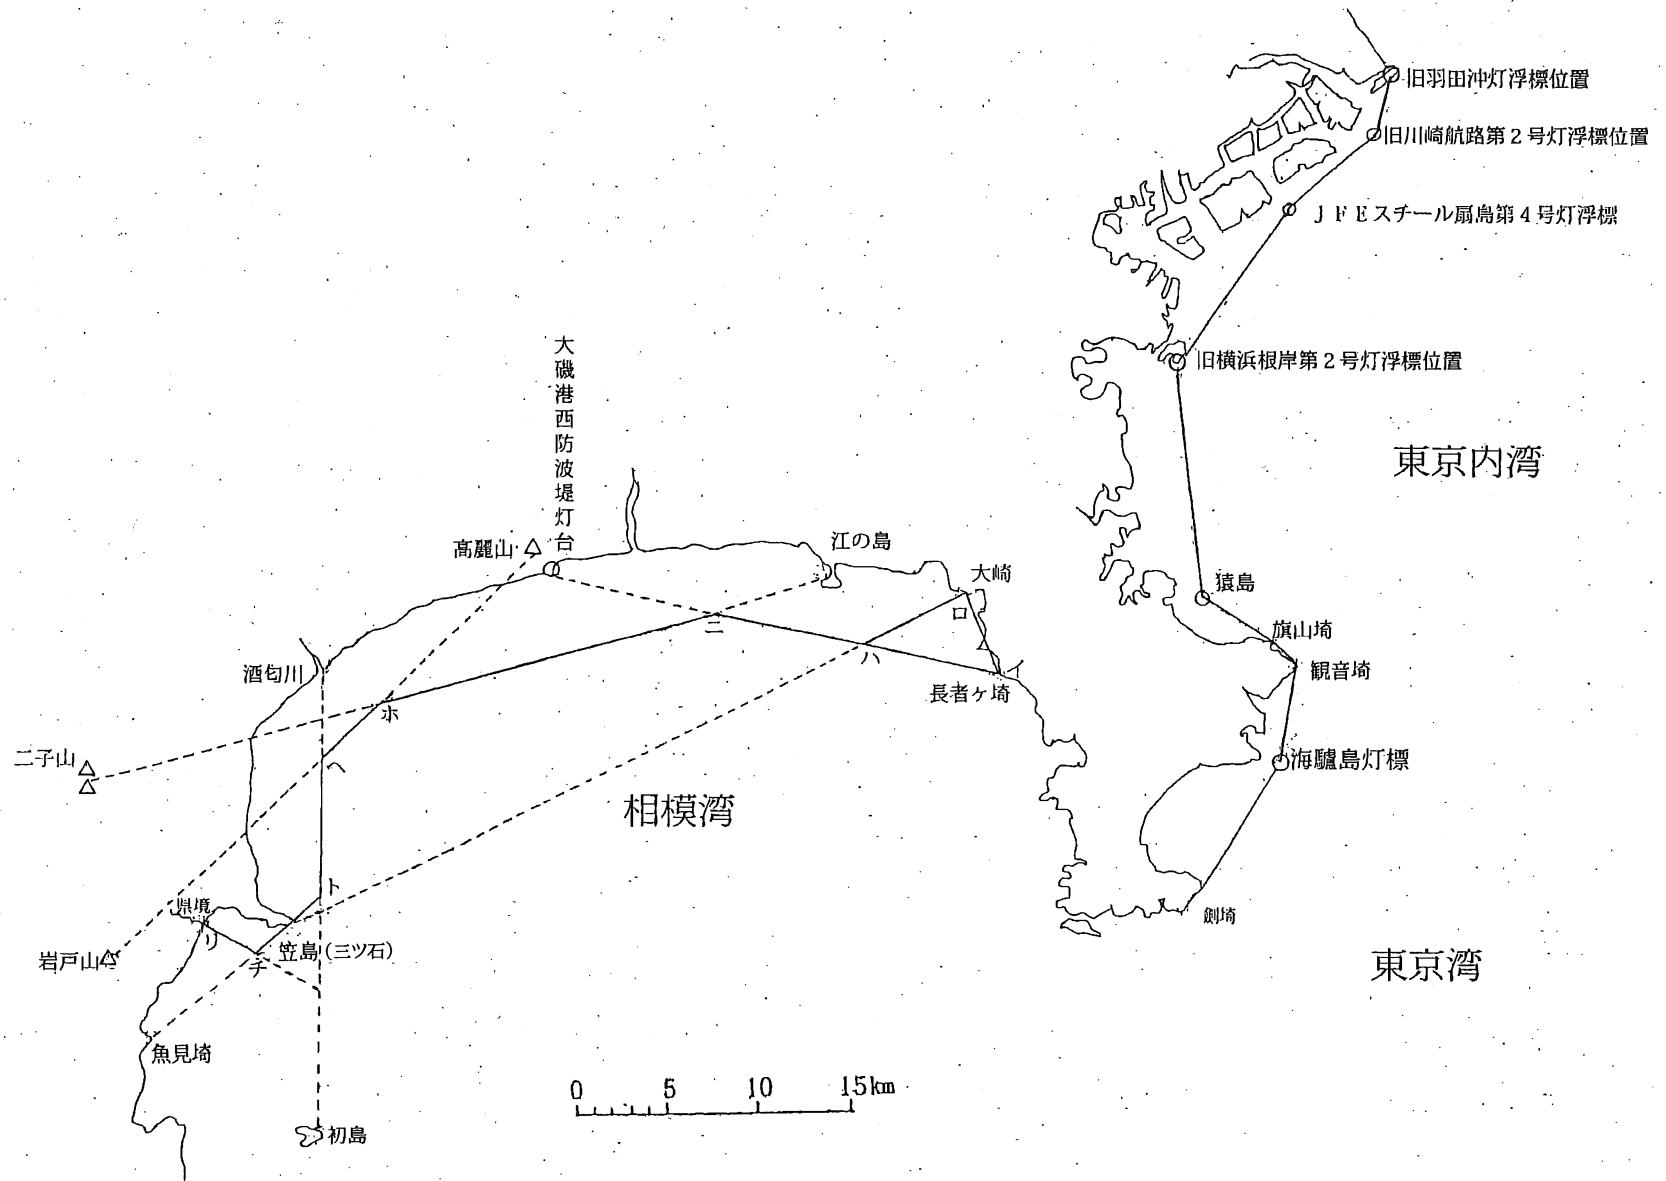 旧羽田沖灯浮標位置
旧川崎航路第2号灯浮標位置
JFEスチール扇島第4号灯浮標
旧横浜根岸第2号灯浮標位置
大磯港西防波堤灯台
東京内湾
高麗山
江の島
大崎
ロ
猿島
ニ
旗山埼
ハ
イ
酒匂川
観音埼
長者ヶ埼
ホ
二子山
ヘ
海驢島灯標
相模湾
ト
県境
リ
劍埼
笠島(三ツ石)
岩戸山
チ
東京湾
魚見埼
0 5 10 15km
初島